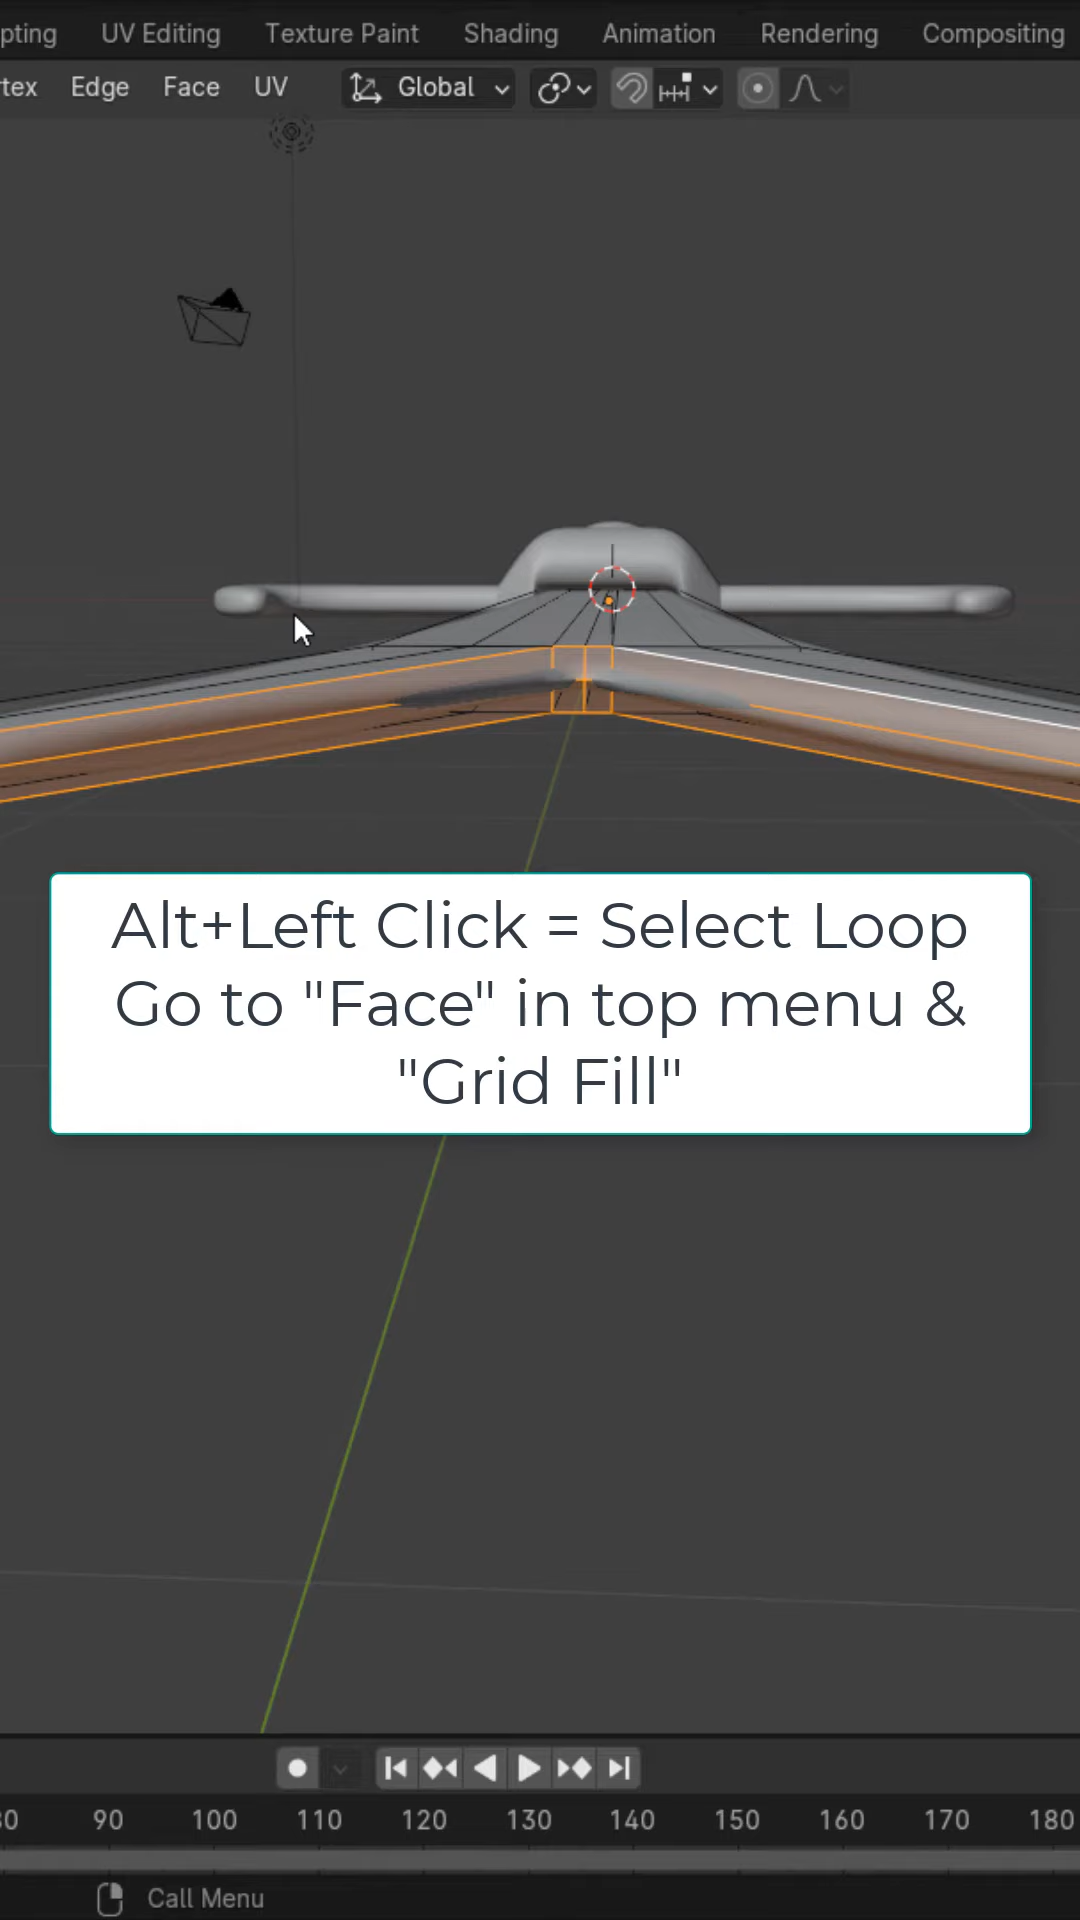 pting UV Editing Texture Paint Shading Animation Rendering Compositing
rtex Edge Face UV Global
Alt+Left Click = Select Loop
Go to "Face" in top menu &
"Grid Fill"
80 90 100 110 120 130 140 150 160 170 180
Call Menu